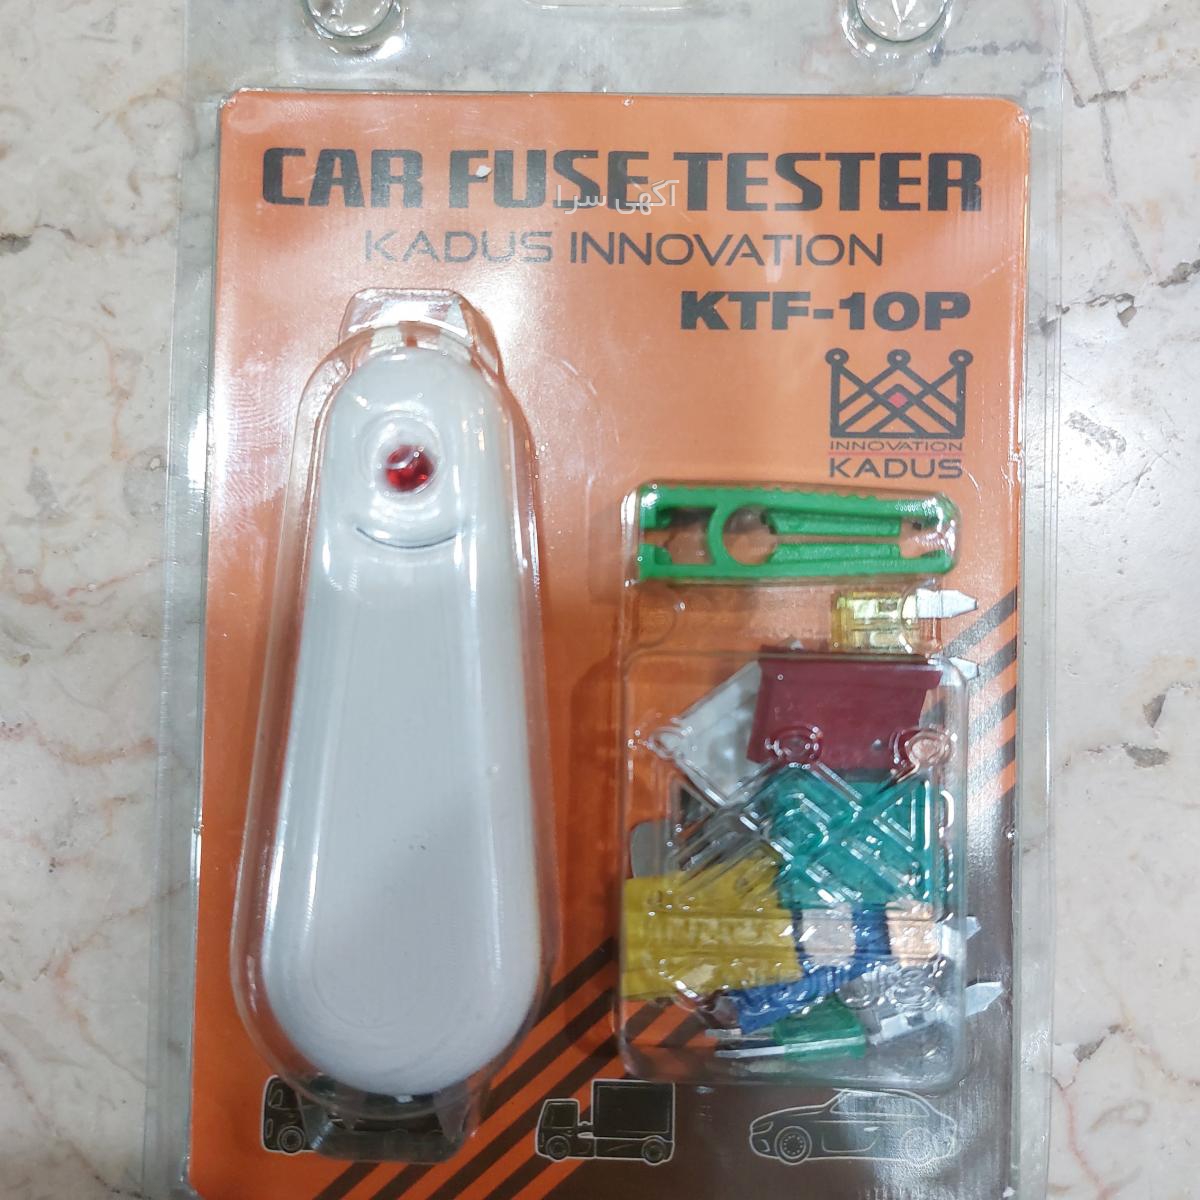 CAR FUSE TESTER
آگهی سرا
KADUS INNOVATION
KTF-10P
INNOVATION
KADUS